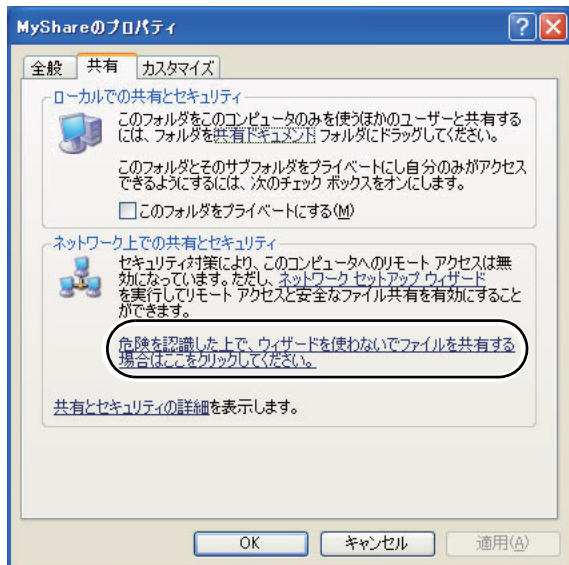 MyShareのプロパティ
全般 共有 カスタマイズ
ローカルでの共有とセキュリティ
このフォルダをこのコンピュータのみを使うほかのユーザーと共有する
には、フォルダを共有ドキュメント フォルダにドラッグしてください。
このフォルダとそのサブフォルダをプライベートにし自分のみがアクセス
できるようにするには、次のチェック ボックスをオンにします。
このフォルダをプライベートにする(M)
ネットワーク上での共有とセキュリティ
セキュリティ対策により、このコンピュータへのリモート アクセスは無
効になっています。ただし、ネットワーク セットアップ ウィザード
を実行してリモート アクセスと安全なファイル共有を有効にすること
ができます。
危険を認識した上で、ウィザードを使わないでファイルを共有する
場合はここをクリックしてください。
共有とセキュリティの詳細を表示します。
OK キャンセル 適用(A)